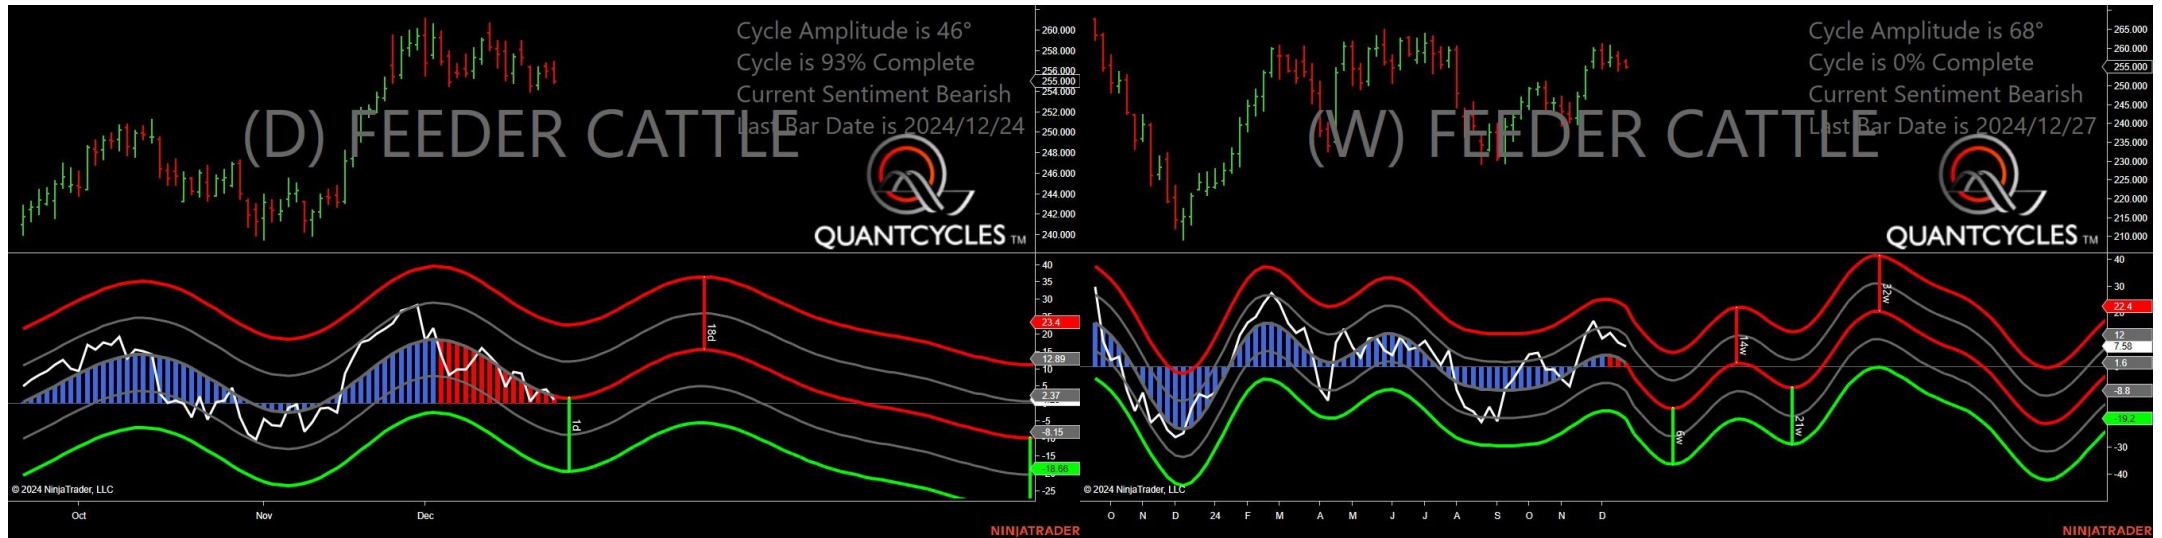 Cycle Amplitude is 46°
Cycle is 93% Complete
Current Sentiment Bearish
Last Bar Date is 2024/12/24
(D) FEEDER CATTLE
QUANTCYCLES TM
260.000
258.000
256.000
255.000
254.000
252.000
250.000
248.000
246.000
244.000
242.000
240.000
40
35
30
23.4
20
15
12.89
10
5
2.37
-5
-8.15
-10
-15
-18.66
-25
18d
1d
© 2024 NinjaTrader, LLC
Oct
Nov
Dec
NINJATRADER
Cycle Amplitude is 68°
Cycle is 0% Complete
Current Sentiment Bearish
Last Bar Date is 2024/12/27
(W) FEEDER CATTLE
QUANTCYCLES TM
265.000
260.000
255.000
250.000
245.000
240.000
235.000
230.000
225.000
220.000
215.000
210.000
40
30
22.4
20
12
7.58
1.6
-8.8
-19.2
-30
-40
6w
14w
21w
32w
© 2024 NinjaTrader, LLC
O N D 24 F M A M J J A S O N D
NINJATRADER